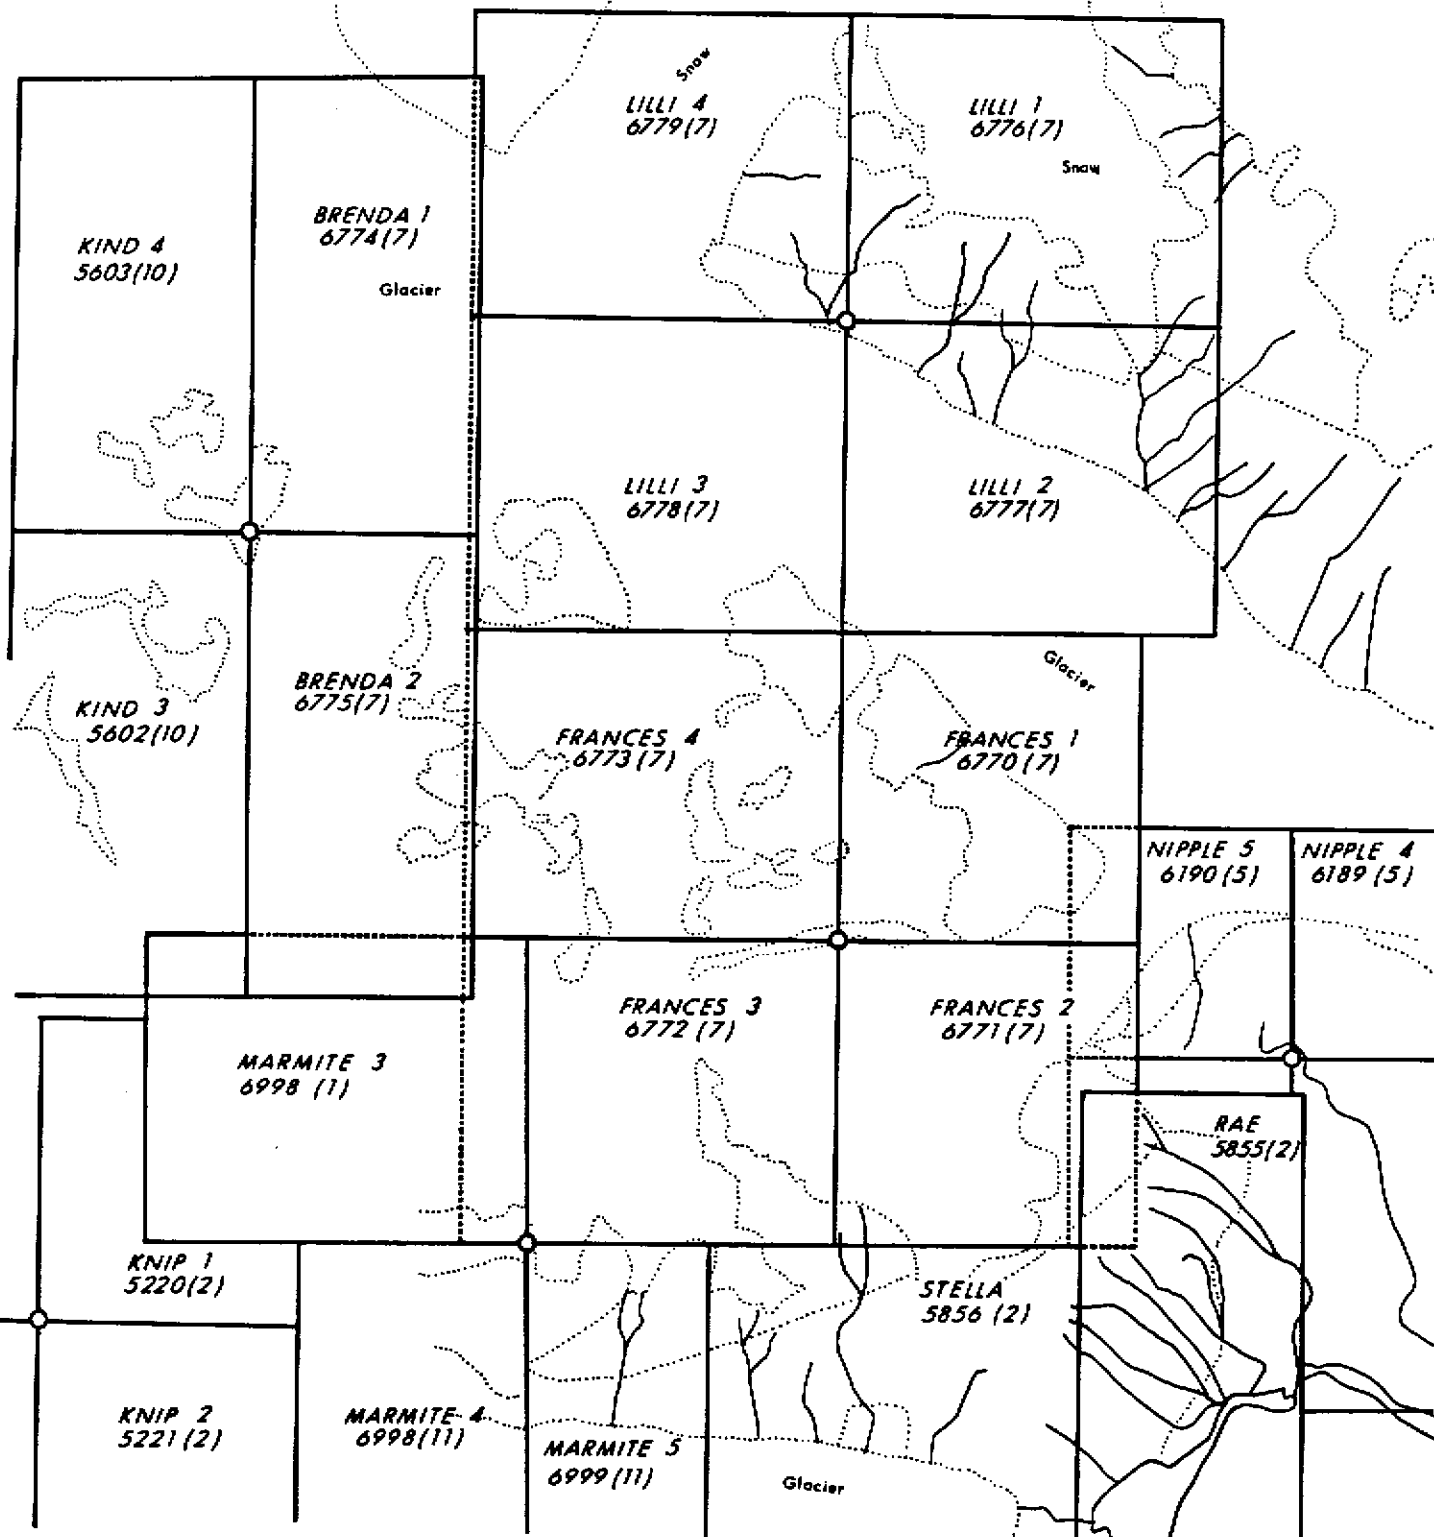 Snow
LILLI 4
6779(7)
LILLI 1
6776(7)
Snow
BRENDA 1
6774(7)
KIND 4
5603(10)
Glacier
LILLI 3
6778(7)
LILLI 2
6777(7)
Glacier
BRENDA 2
6775(7)
KIND 3
5602(10)
FRANCES 4
6773(7)
FRANCES 1
6770(7)
NIPPLE 5
6190(5)
NIPPLE 4
6189(5)
FRANCES 3
6772(7)
FRANCES 2
6771(7)
MARMITE 3
6998 (1)
RAE
5855(2)
KNIP 1
5220(2)
STELLA
5856 (2)
KNIP 2
5221(2)
MARMITE 4
6998(11)
MARMITE 5
6999(11)
Glacier